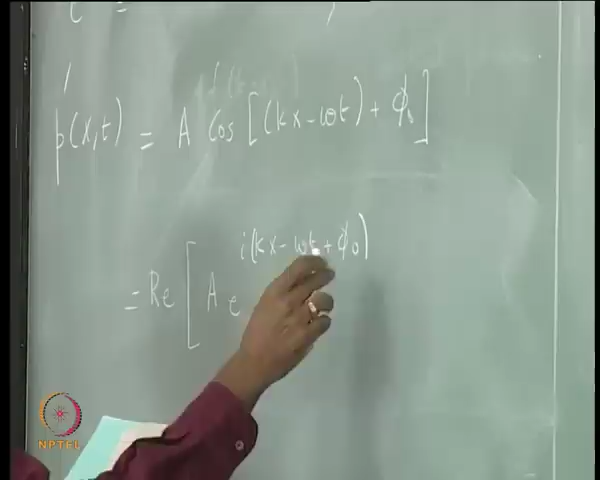 p(x,t) = A Cos [(kx-ωt) + ϕ₀]
= Re [ A e^{i(kx-ωt+ϕ₀)}
NPTEL